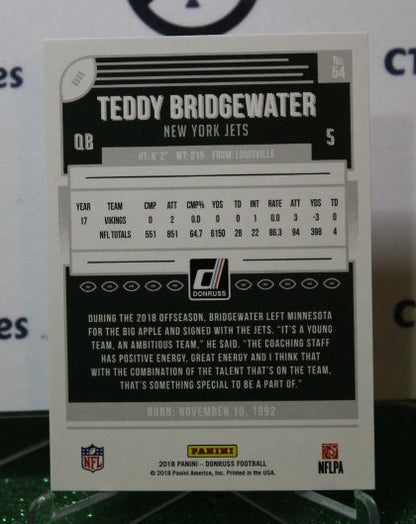 CT
No.
54
TEDDY BRIDGEWATER
NEW YORK JETS
QB
5
HT: 6' 2" WT: 215 FROM: LOUISVILLE
YEAR TEAM CMP ATT CMP% YDS TD INT RATE ATT YDS TD
17 VIKINGS 0 2 0.0 0 0 1 0.0 3 -3 0
NFL TOTALS 551 851 64.7 6150 28 22 86.3 94 398 4
DONRUSS
DURING THE 2018 OFFSEASON, BRIDGEWATER LEFT MINNESOTA
FOR THE BIG APPLE AND SIGNED WITH THE JETS. "IT'S A YOUNG
TEAM, AN AMBITIOUS TEAM," HE SAID. "THE COACHING STAFF
HAS POSITIVE ENERGY, GREAT ENERGY AND I THINK THAT
WITH THE COMBINATION OF THE TALENT THAT'S ON THE TEAM,
THAT'S SOMETHING SPECIAL TO BE A PART OF."
BORN: NOVEMBER 10, 1992
NFL
PANINI
NFLPA
2018 PANINI - DONRUSS FOOTBALL
© 2018 Panini America, Inc. Printed in the USA.